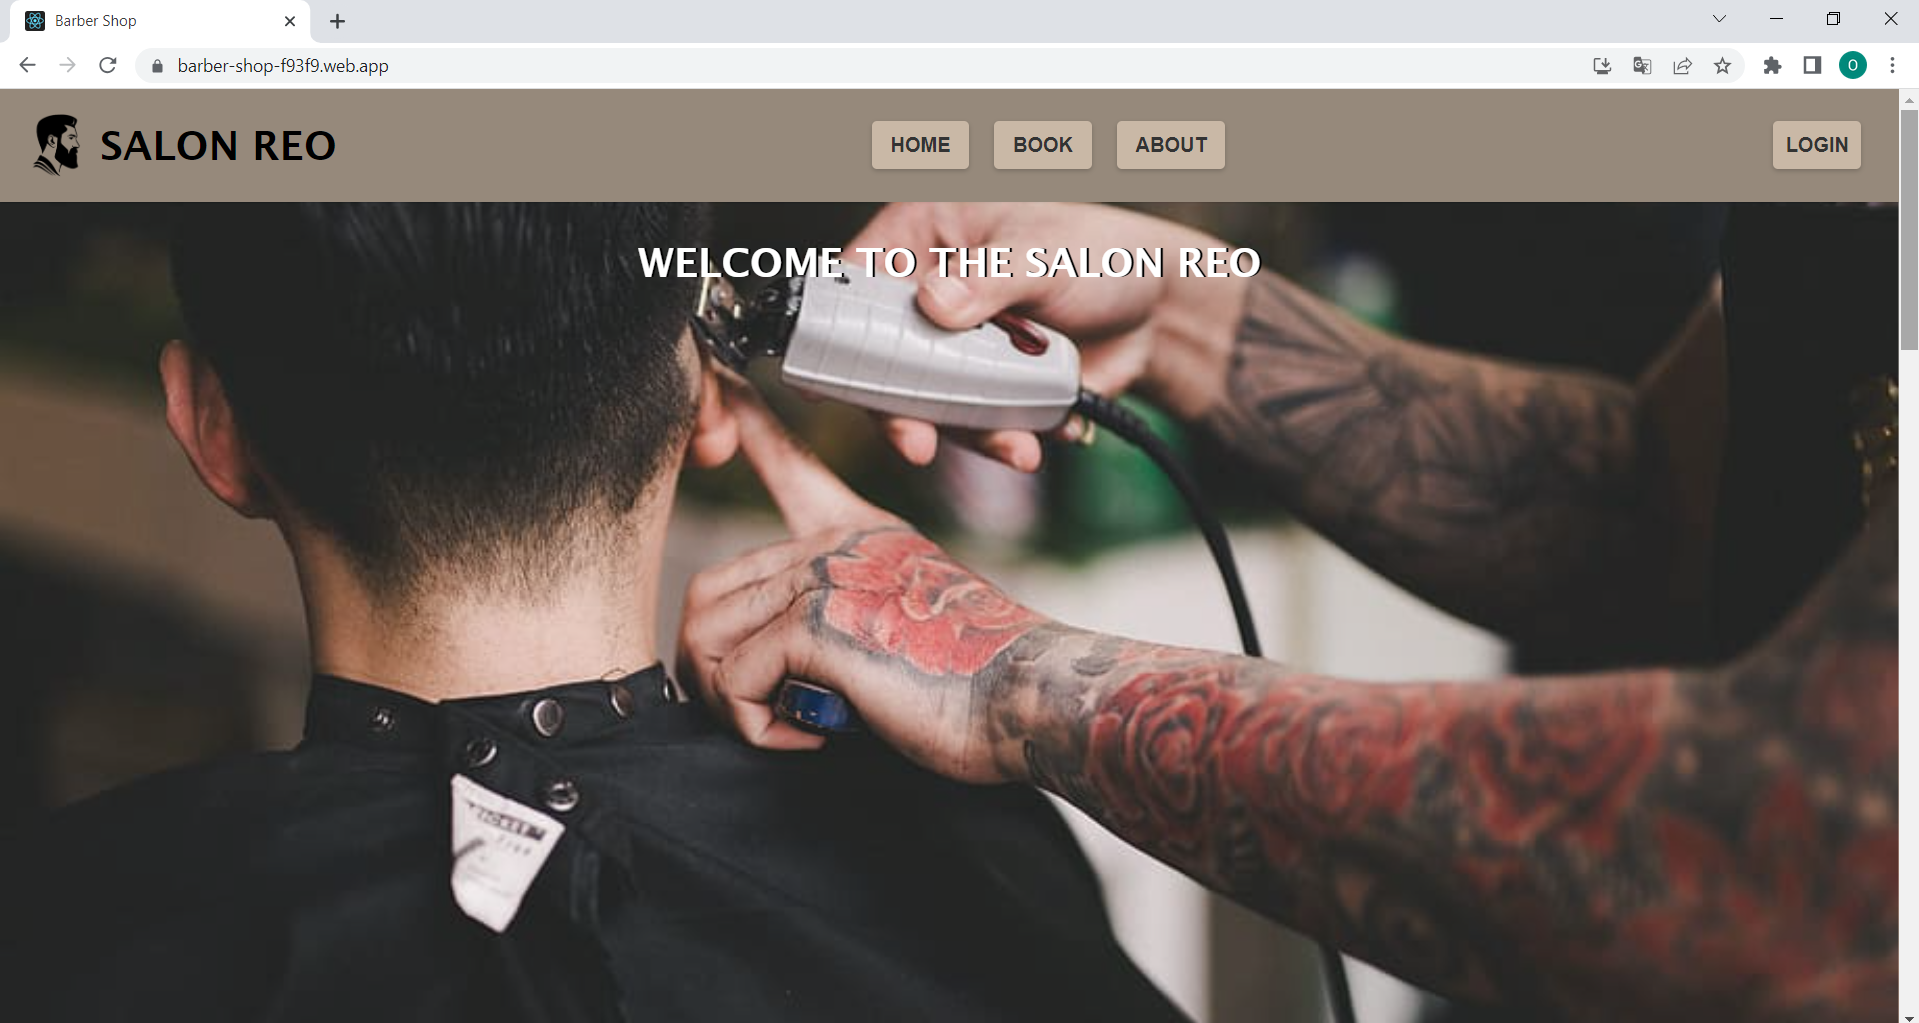 Barber Shop
barber-shop-f93f9.web.app
O
SALON REO
HOME
BOOK
ABOUT
LOGIN
WELCOME TO THE SALON REO